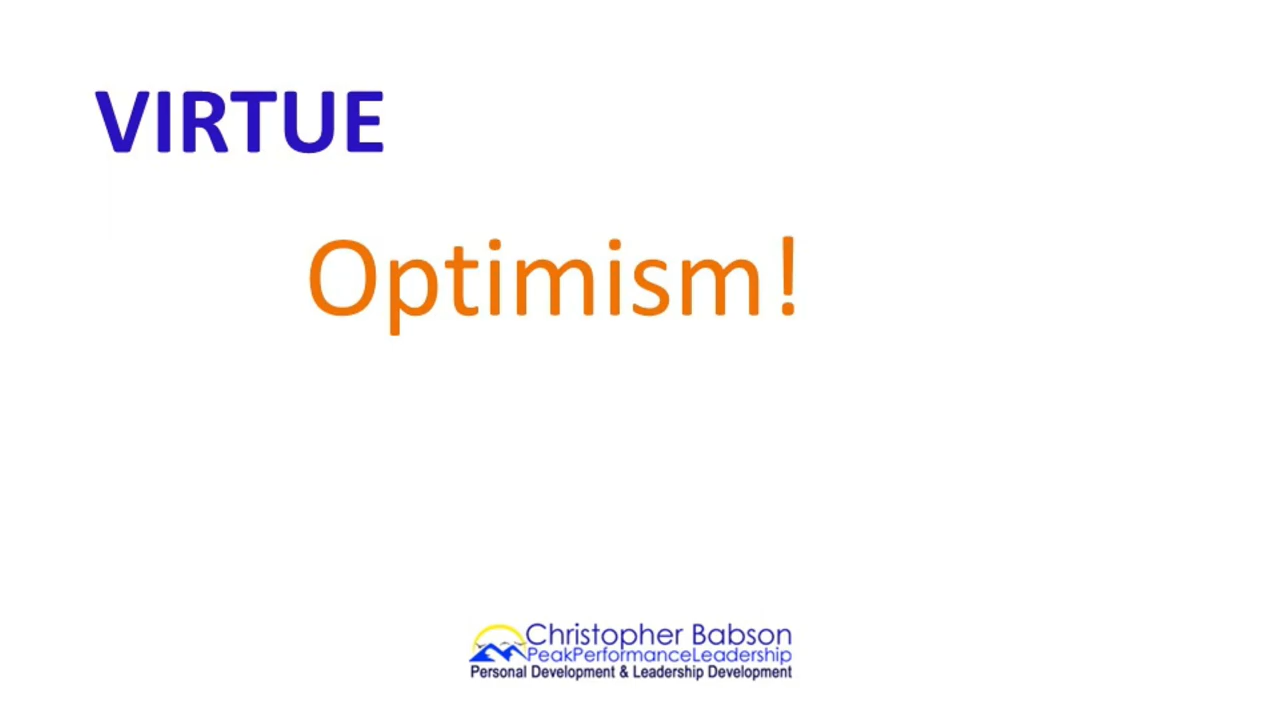 VIRTUE
Optimism!
Christopher Babson
PeakPerformanceLeadership
Personal Development & Leadership Development